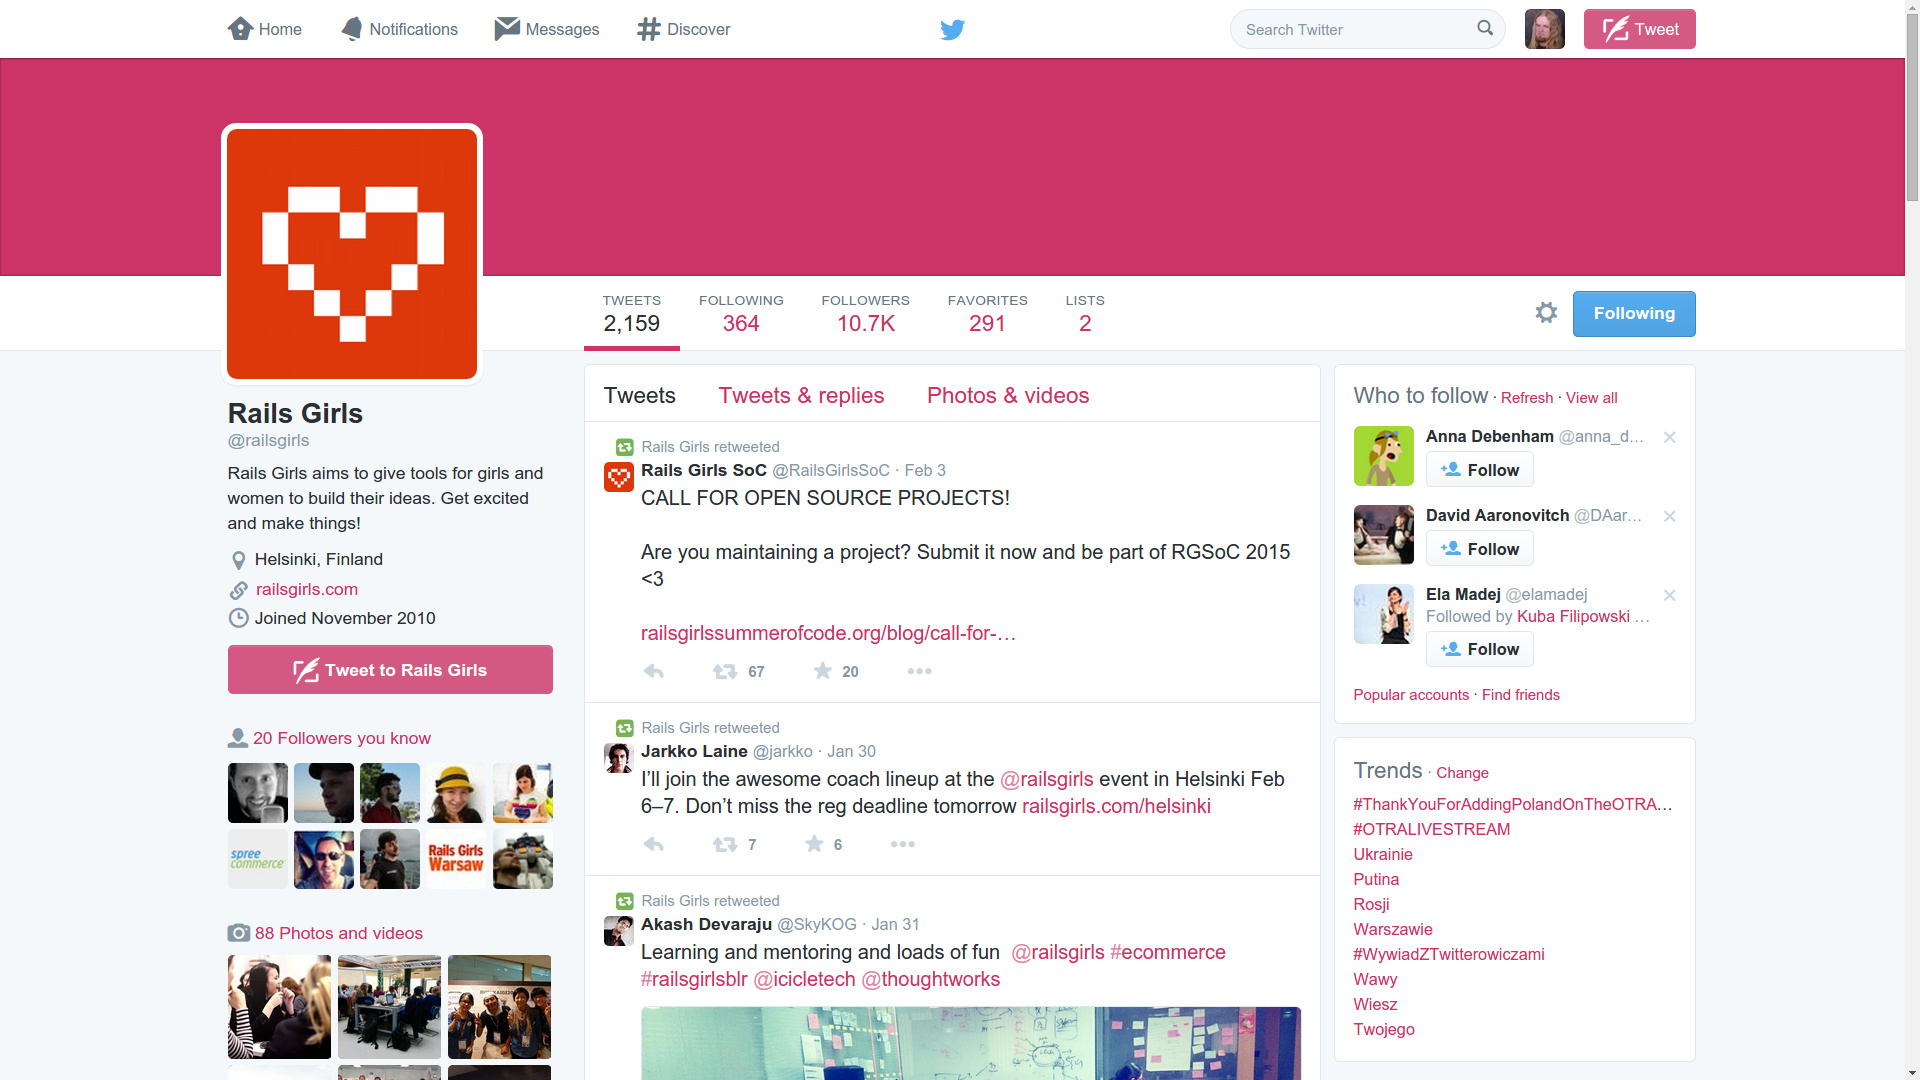 Home
Notifications
Messages
Discover
Search Twitter
Tweet
TWEETS
2,159
FOLLOWING
364
FOLLOWERS
10.7K
FAVORITES
291
LISTS
2
Following
Rails Girls
@railsgirls
Rails Girls aims to give tools for girls and
women to build their ideas. Get excited
and make things!
Helsinki, Finland
railsgirls.com
Joined November 2010
Tweet to Rails Girls
20 Followers you know
spree
commerce
Rails Girls
Warsaw
88 Photos and videos
Tweets
Tweets & replies
Photos & videos
Rails Girls retweeted
Rails Girls SoC @RailsGirlsSoC · Feb 3
CALL FOR OPEN SOURCE PROJECTS!
Are you maintaining a project? Submit it now and be part of RGSoC 2015
<3
railsgirlssummerofcode.org/blog/call-for-…
67
20
Rails Girls retweeted
Jarkko Laine @jarkko · Jan 30
I’ll join the awesome coach lineup at the @railsgirls event in Helsinki Feb
6–7. Don’t miss the reg deadline tomorrow railsgirls.com/helsinki
7
6
Rails Girls retweeted
Akash Devaraju @SkyKOG · Jan 31
Learning and mentoring and loads of fun @railsgirls #ecommerce
#railsgirlsblr @icicletech @thoughtworks
Who to follow · Refresh · View all
Anna Debenham @anna_d...
Follow
David Aaronovitch @DAar...
Follow
Ela Madej @elamadej
Followed by Kuba Filipowski ...
Follow
Popular accounts · Find friends
Trends · Change
#ThankYouForAddingPolandOnTheOTRA...
#OTRALIVESTREAM
Ukrainie
Putina
Rosji
Warszawie
#WywiadZTwitterowiczami
Wawy
Wiesz
Twojego